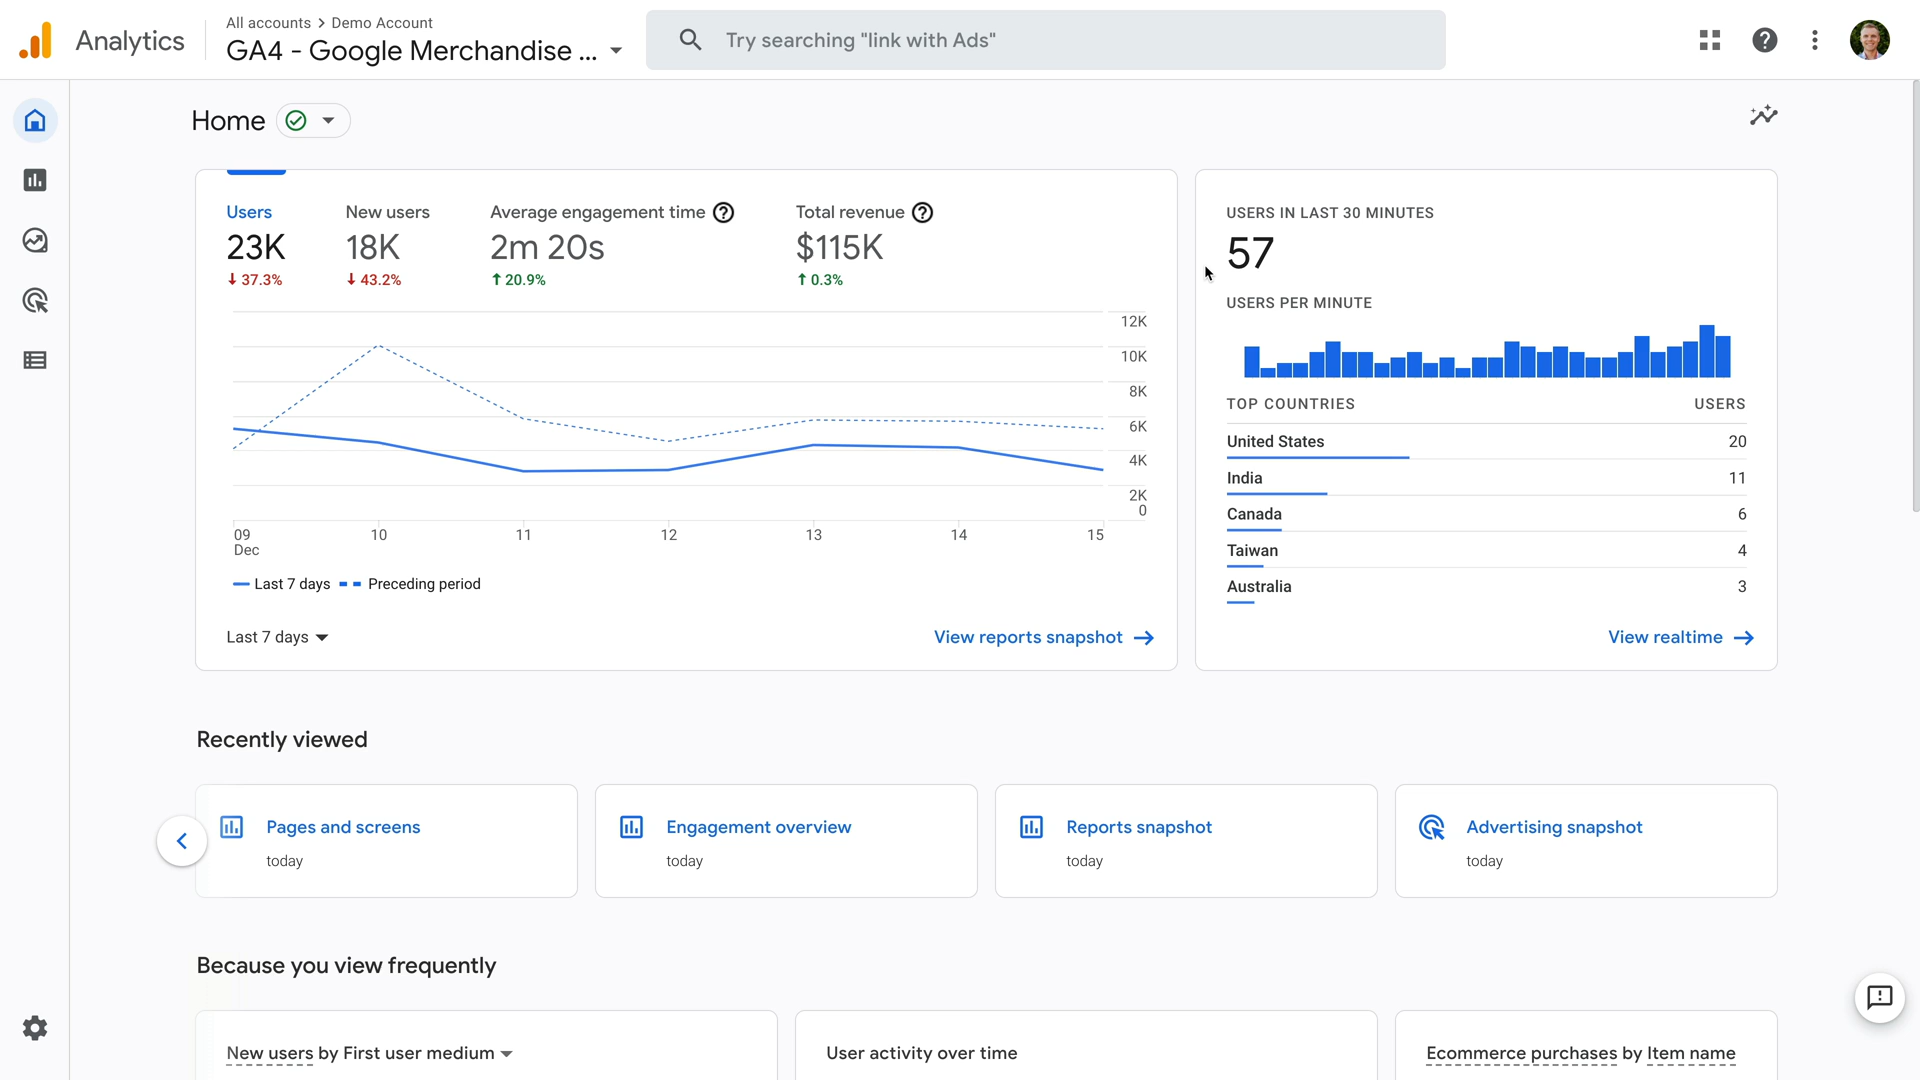 Analytics
All accounts > Demo Account
GA4 - Google Merchandise ...
Try searching "link with Ads"
Home
Users
23K
37.3%
New users
18K
43.2%
Average engagement time
2m 20s
20.9%
Total revenue
$115K
0.3%
12K
10K
8K
6K
4K
2K
0
09
Dec
10
11
12
13
14
15
Last 7 days
Preceding period
Last 7 days
View reports snapshot
USERS IN LAST 30 MINUTES
57
USERS PER MINUTE
TOP COUNTRIES USERS
United States 20
India 11
Canada 6
Taiwan 4
Australia 3
View realtime
Recently viewed
Pages and screens
today
Engagement overview
today
Reports snapshot
today
Advertising snapshot
today
Because you view frequently
New users by First user medium
User activity over time
Ecommerce purchases by Item name